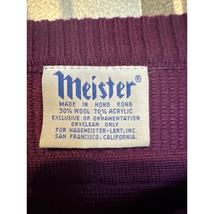 Meister®
MADE IN HONG KONG
30% WOOL 70% ACRYLIC
EXCLUSIVE OF ORNAMENTATION
DRYCLEAN ONLY
FOR HAGEMEISTER-LERT, INC.
SAN FRANCISCO, CALIFORNIA.